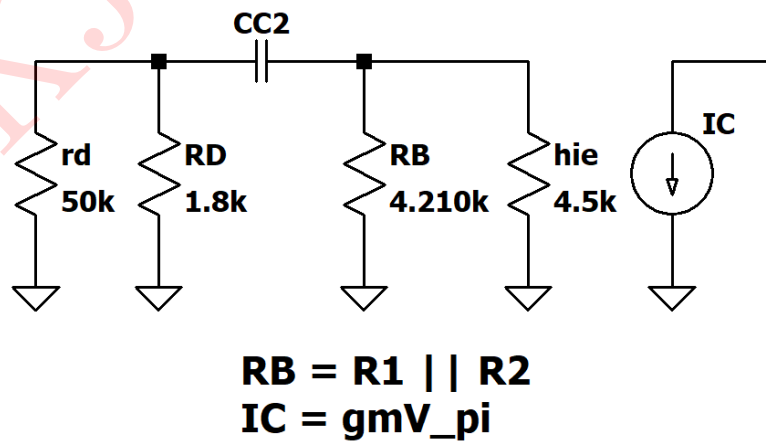 CC2
IC
rd
RD
RB
hie
50k
1.8k
4.210k
4.5k
RB = R1 || R2
IC = gmV_pi